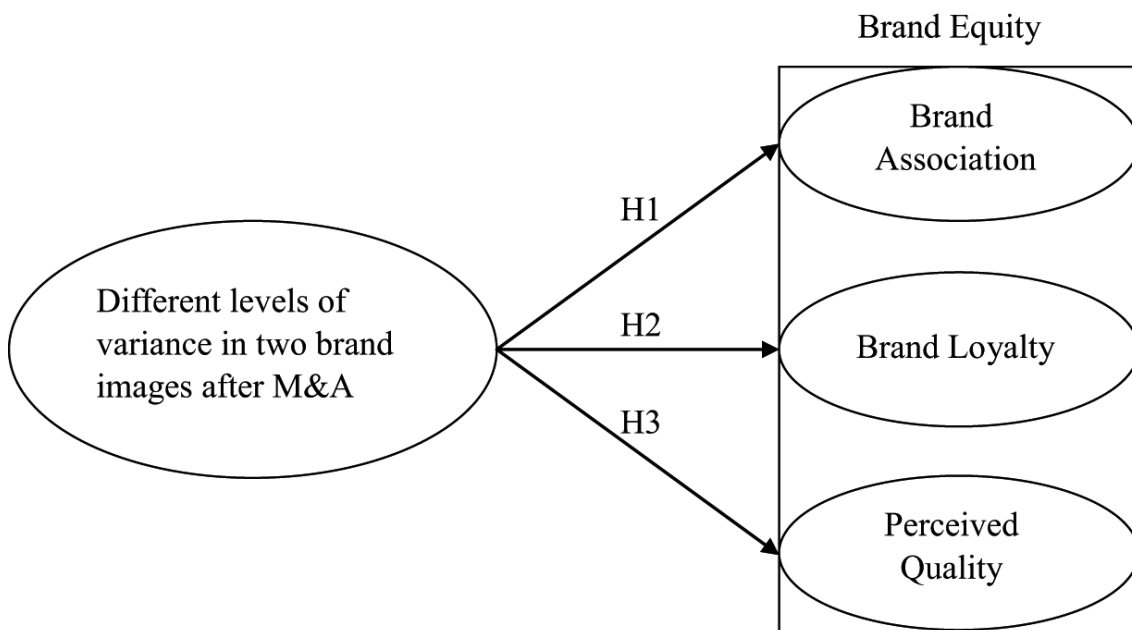 Brand Equity
Brand
Association
H1
Different levels of
variance in two brand
images after M&A
H2
Brand Loyalty
H3
Perceived
Quality